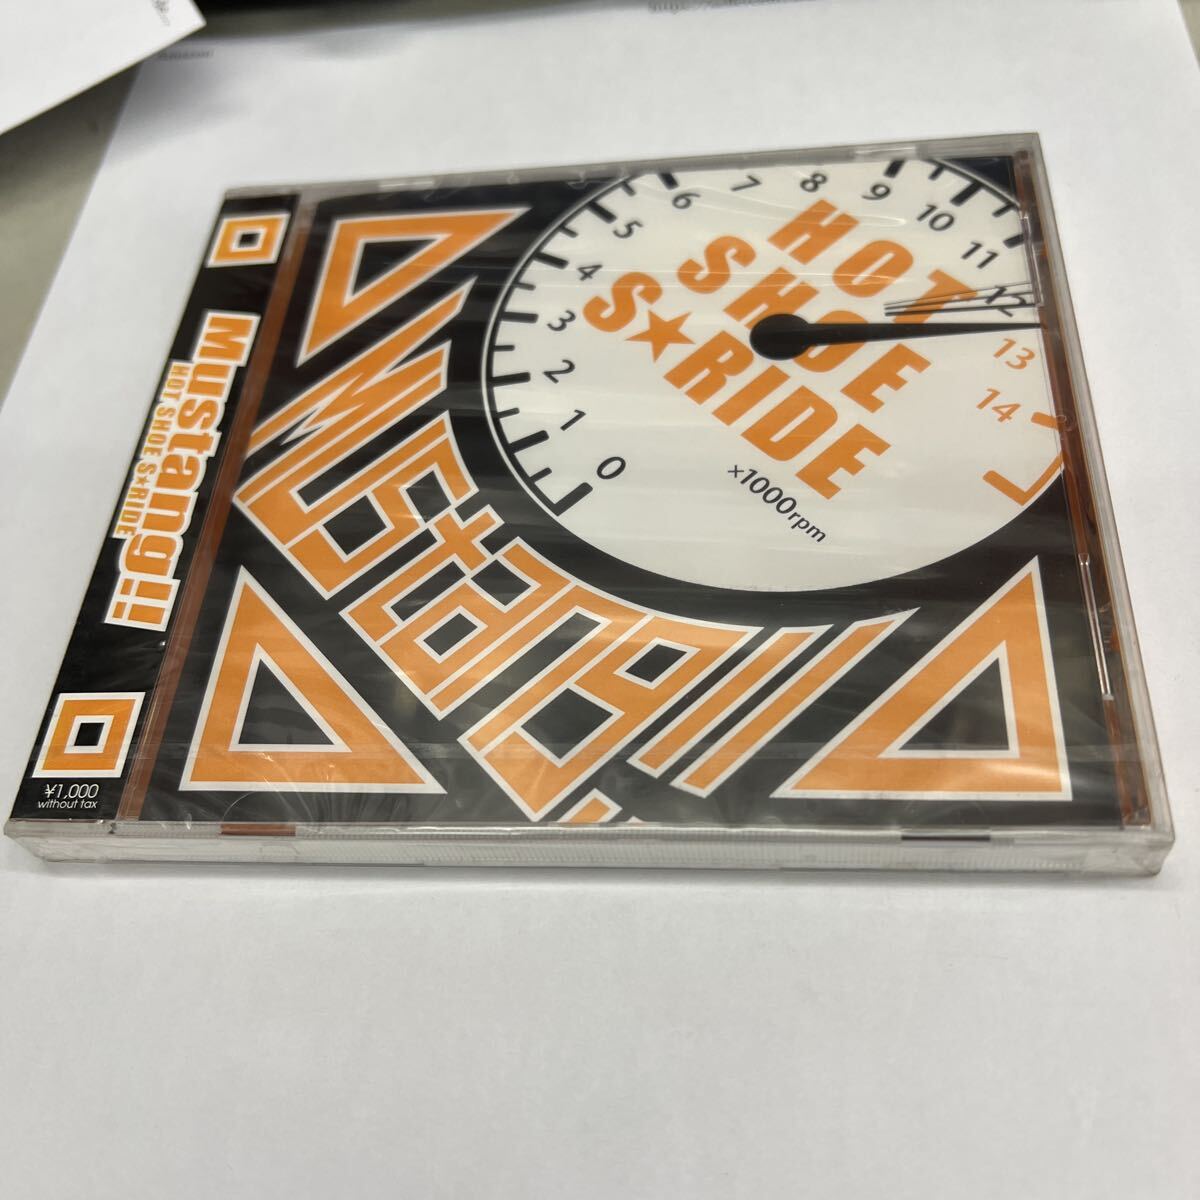 Mustang!!
HOT SHOE S★RIDE
¥1,000
without tax
HOT
SHOE
S★RIDE
0
1
2
3
4
5
6
7
8
9
10
11
12
13
14
×1000rpm
Mustang!!